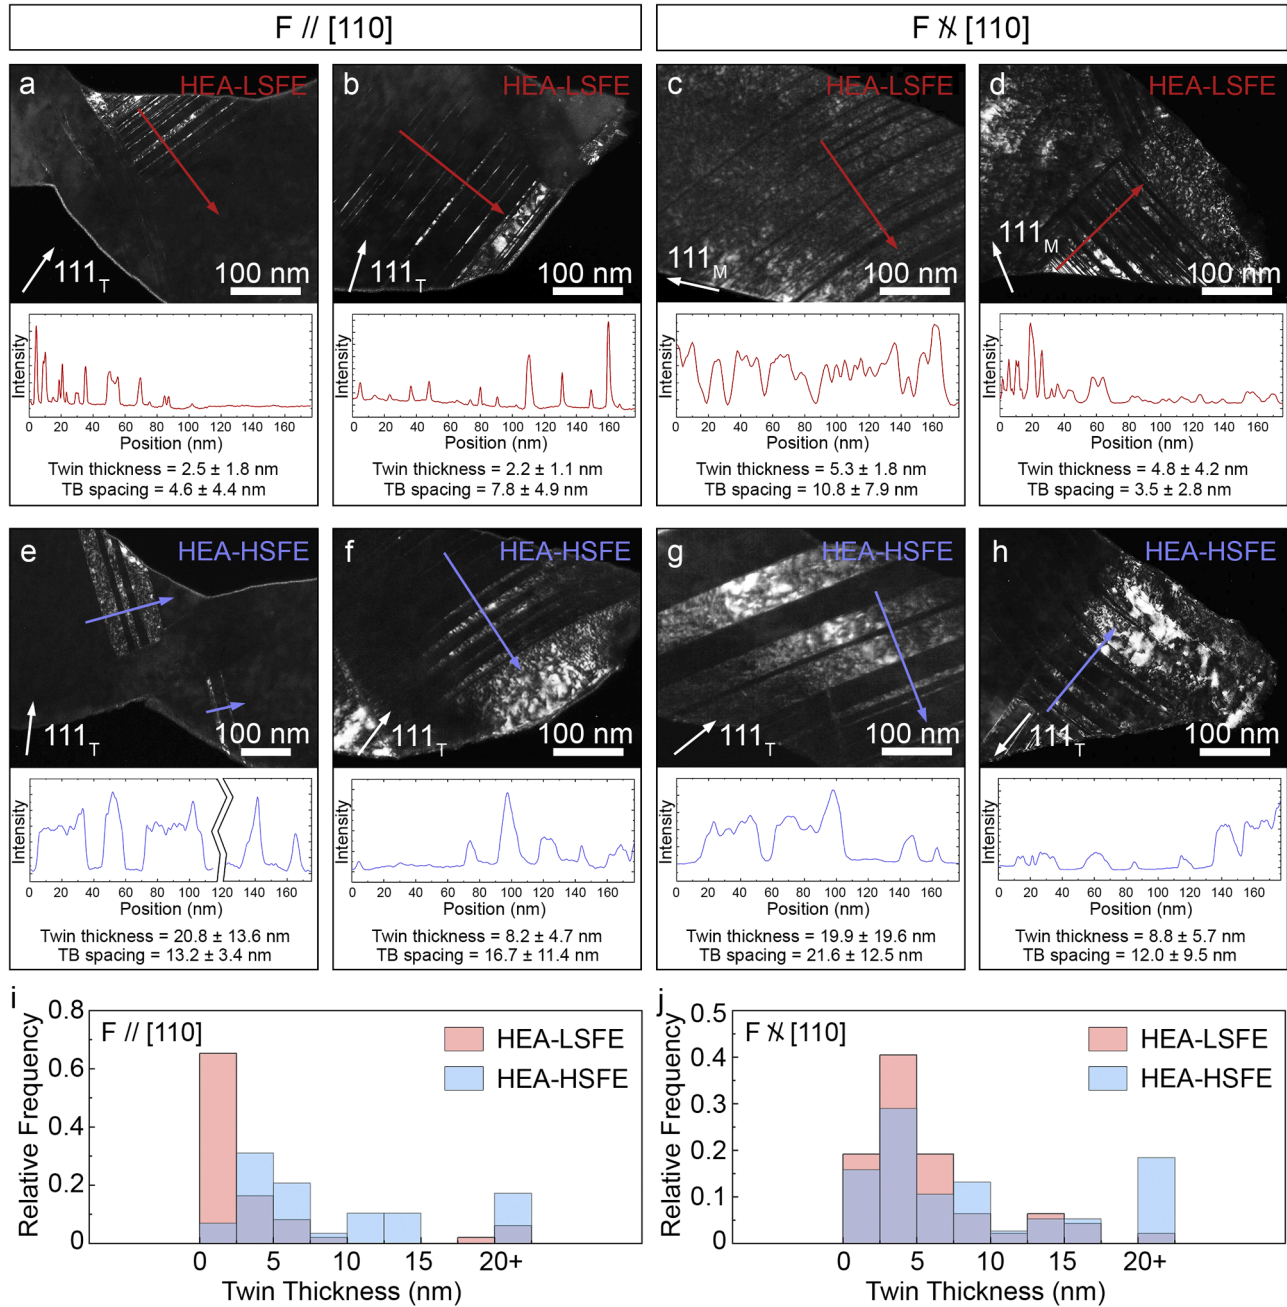 F // [110]
F ∦ [110]
a
HEA-LSFE
111T
100 nm
b
HEA-LSFE
111T
100 nm
c
HEA-LSFE
111M
100 nm
d
HEA-LSFE
111M
100 nm
Intensity
0 20 40 60 80 100 120 140 160
Position (nm)
Twin thickness = 2.5 ± 1.8 nm
TB spacing = 4.6 ± 4.4 nm
Intensity
0 20 40 60 80 100 120 140 160
Position (nm)
Twin thickness = 2.2 ± 1.1 nm
TB spacing = 7.8 ± 4.9 nm
Intensity
0 20 40 60 80 100 120 140 160
Position (nm)
Twin thickness = 5.3 ± 1.8 nm
TB spacing = 10.8 ± 7.9 nm
Intensity
0 20 40 60 80 100 120 140 160
Position (nm)
Twin thickness = 4.8 ± 4.2 nm
TB spacing = 3.5 ± 2.8 nm
e
HEA-HSFE
111T
100 nm
f
HEA-HSFE
111T
100 nm
g
HEA-HSFE
111T
100 nm
h
HEA-HSFE
111T
100 nm
Intensity
0 20 40 60 80 100 120 140 160
Position (nm)
Twin thickness = 20.8 ± 13.6 nm
TB spacing = 13.2 ± 3.4 nm
Intensity
0 20 40 60 80 100 120 140 160
Position (nm)
Twin thickness = 8.2 ± 4.7 nm
TB spacing = 16.7 ± 11.4 nm
Intensity
0 20 40 60 80 100 120 140 160
Position (nm)
Twin thickness = 19.9 ± 19.6 nm
TB spacing = 21.6 ± 12.5 nm
Intensity
0 20 40 60 80 100 120 140 160
Position (nm)
Twin thickness = 8.8 ± 5.7 nm
TB spacing = 12.0 ± 9.5 nm
i
F // [110]
HEA-LSFE
HEA-HSFE
Relative Frequency
0.8
0.6
0.4
0.2
0
0 5 10 15 20+
Twin Thickness (nm)
j
F ∦ [110]
HEA-LSFE
HEA-HSFE
Relative Frequency
0.5
0.4
0.3
0.2
0.1
0
0 5 10 15 20+
Twin Thickness (nm)